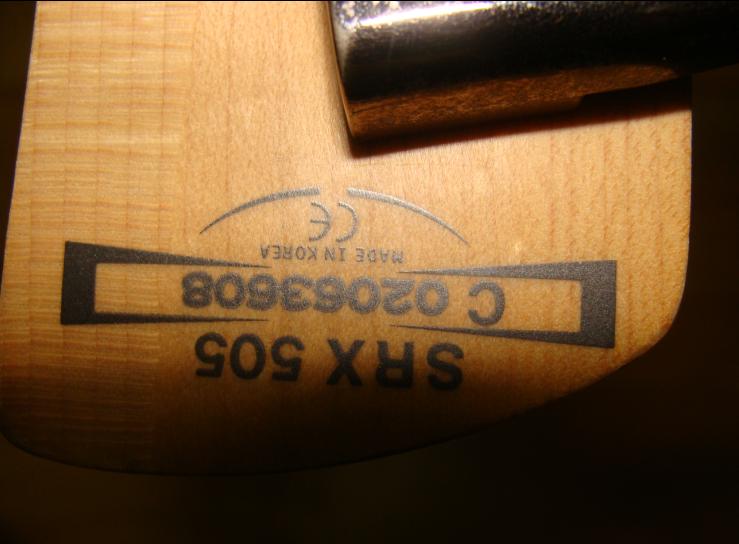 SRX 505
C 02063608
MADE IN KOREA
CE